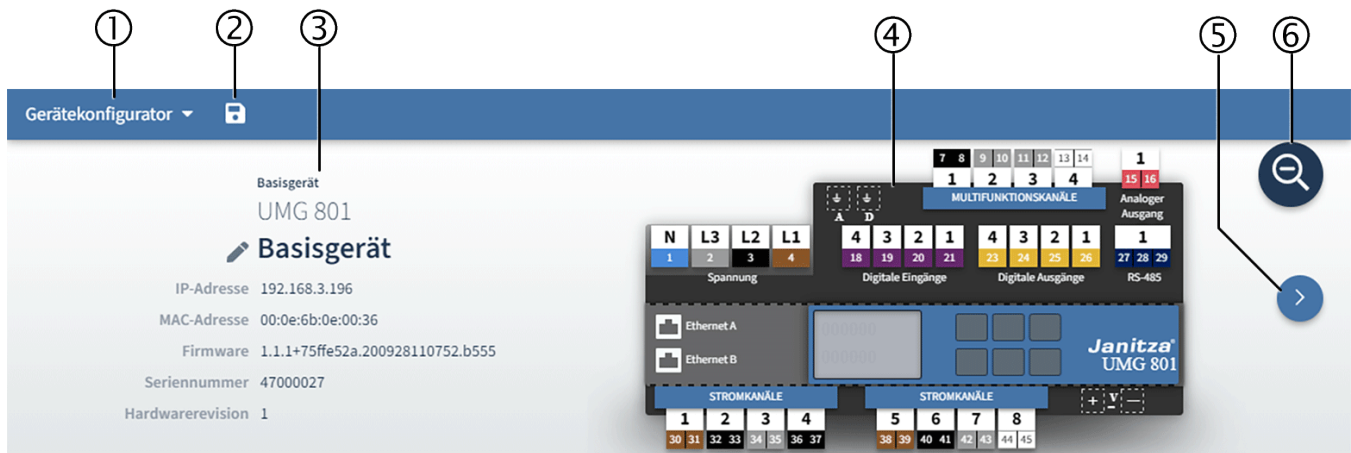 ① ② ③ ④ ⑤ ⑥
Gerätekonfigurator
Basisgerät
UMG 801
Basisgerät
IP-Adresse 192.168.3.196
MAC-Adresse 00:0e:6b:0e:00:36
Firmware 1.1.1+75ffe52a.200928110752.b555
Seriennummer 47000027
Hardwarerevision 1
7 8 9 10 11 12 13 14
1 2 3 4
MULTIFUNKTIONSKANÄLE
1
15 16
Analoger
Ausgang
A D
N L3 L2 L1
1 2 3 4
Spannung
4 3 2 1
18 19 20 21
Digitale Eingänge
4 3 2 1
23 24 25 26
Digitale Ausgänge
1
27 28 29
RS-485
Ethernet A
Ethernet B
000000
000000
Janitza®
UMG 801
STROMKANÄLE
1 2 3 4
30 31 32 33 34 35 36 37
STROMKANÄLE
5 6 7 8
38 39 40 41 42 43 44 45
+ V −